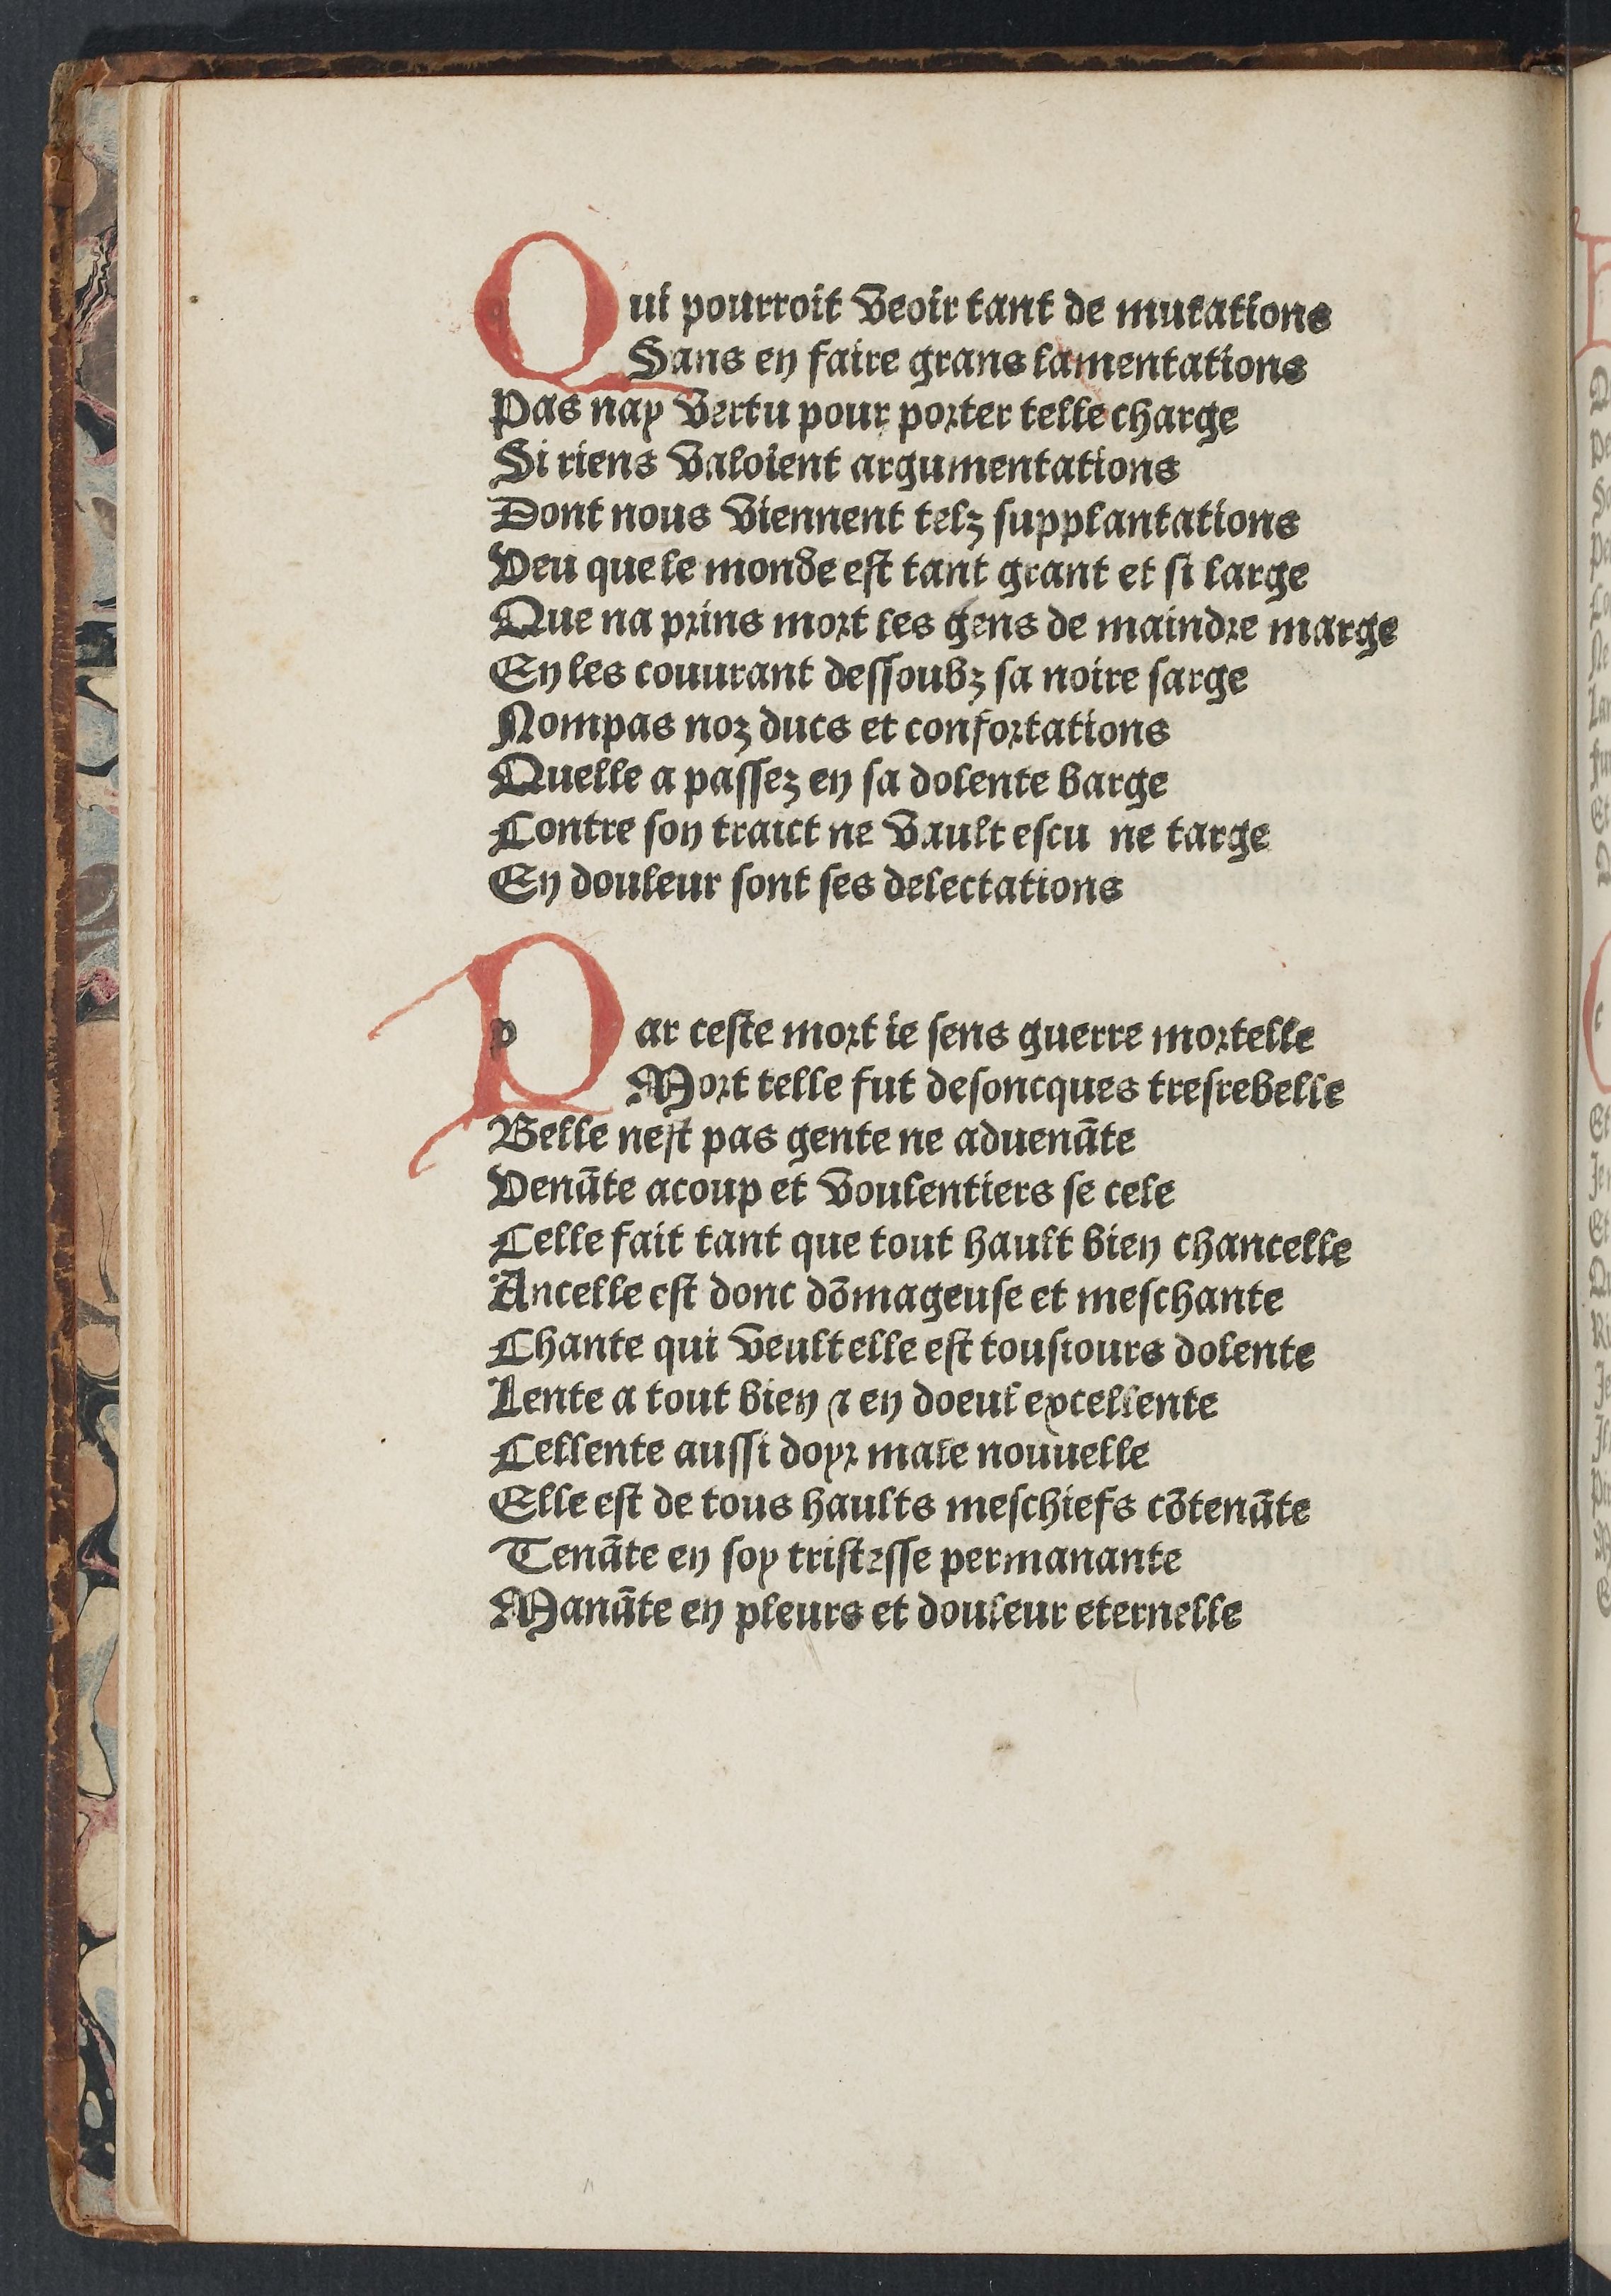 Qui pourroit veoir tant de mutations
Sans en faire grans lamentations
Pas nay vertu pour porter telle charge
Si riens valoient argumentations
Dont nous viennent telz supplantations
Veu que le monde est tant grant et si large
Que na prins mort les gens de maindre marge
En les couurant dessoubz sa noire sarge
Nompas noz ducs et confortations
Quelle a passez en sa dolente barge
Contre son traict ne vault escu ne targe
En douleur sont ses delectations
Par ceste mort ie sens guerre mortelle
Mort telle fut desoncques tresrebelle
Belle nest pas gente ne aduenãte
Venãte acoup et voulentiers se cele
Celle fait tant que tout hault bien chancelle
Ancelle est donc dõmageuse et meschante
Chante qui veult elle est tousiours dolente
Lente a tout bien ⁊ en doeul excellente
Cellente aussi doyr male nouuelle
Elle est de tous haults meschiefs cõtenãte
Tenãte en soy tristesse permanante
Manãte en pleurs et douleur eternelle